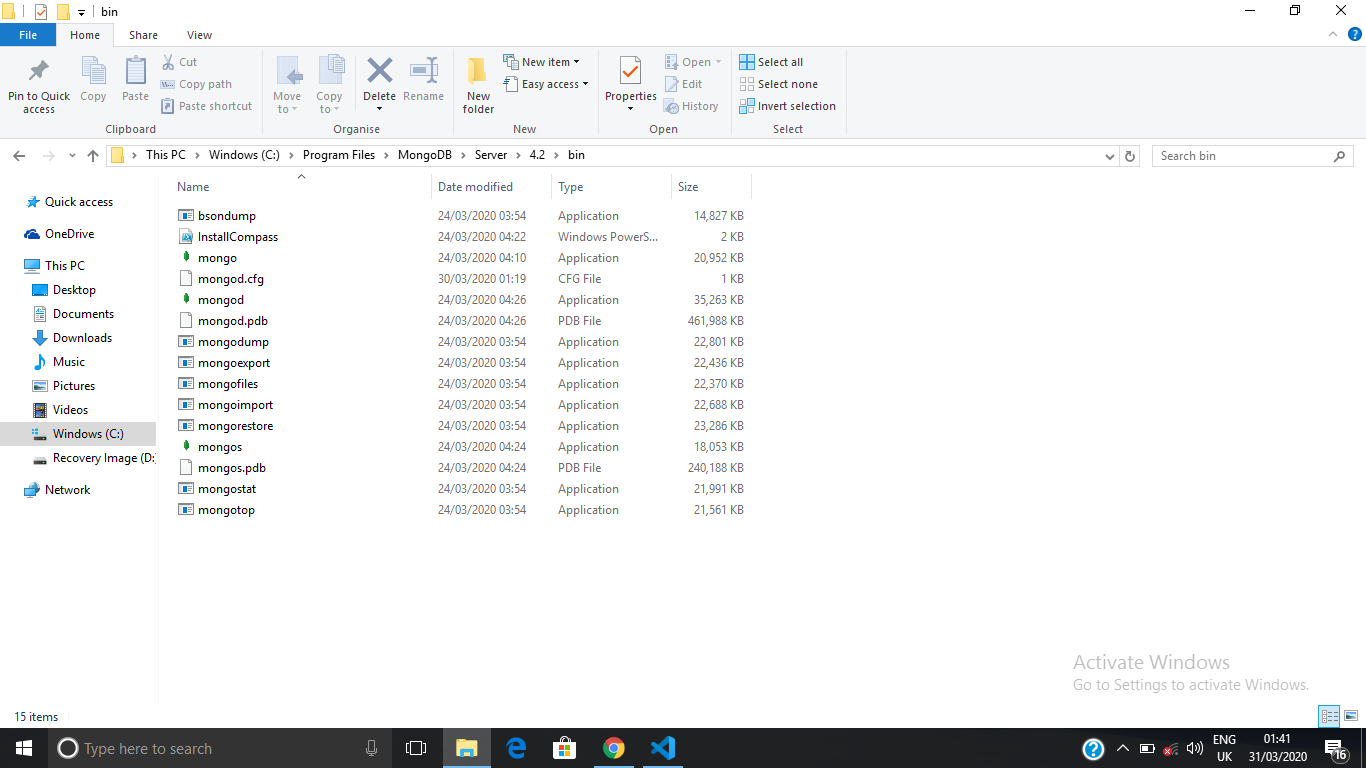 bin
File Home Share View
Pin to Quick access
Copy
Paste
Cut
Copy path
Paste shortcut
Clipboard
Move to
Copy to
Delete
Rename
Organise
New folder
New item
Easy access
New
Properties
Open
Edit
History
Open
Select all
Select none
Invert selection
Select
This PC > Windows (C:) > Program Files > MongoDB > Server > 4.2 > bin
Search bin
Quick access
OneDrive
This PC
Desktop
Documents
Downloads
Music
Pictures
Videos
Windows (C:)
Recovery Image (D:
Network
Name Date modified Type Size
bsondump 24/03/2020 03:54 Application 14,827 KB
InstallCompass 24/03/2020 04:22 Windows PowerS... 2 KB
mongo 24/03/2020 04:10 Application 20,952 KB
mongod.cfg 30/03/2020 01:19 CFG File 1 KB
mongod 24/03/2020 04:26 Application 35,263 KB
mongod.pdb 24/03/2020 04:26 PDB File 461,988 KB
mongodump 24/03/2020 03:54 Application 22,801 KB
mongoexport 24/03/2020 03:54 Application 22,436 KB
mongofiles 24/03/2020 03:54 Application 22,370 KB
mongoimport 24/03/2020 03:54 Application 22,688 KB
mongorestore 24/03/2020 03:54 Application 23,286 KB
mongos 24/03/2020 04:24 Application 18,053 KB
mongos.pdb 24/03/2020 04:24 PDB File 240,188 KB
mongostat 24/03/2020 03:54 Application 21,991 KB
mongotop 24/03/2020 03:54 Application 21,561 KB
Activate Windows
Go to Settings to activate Windows.
15 items
Type here to search
ENG
UK
01:41
31/03/2020
16